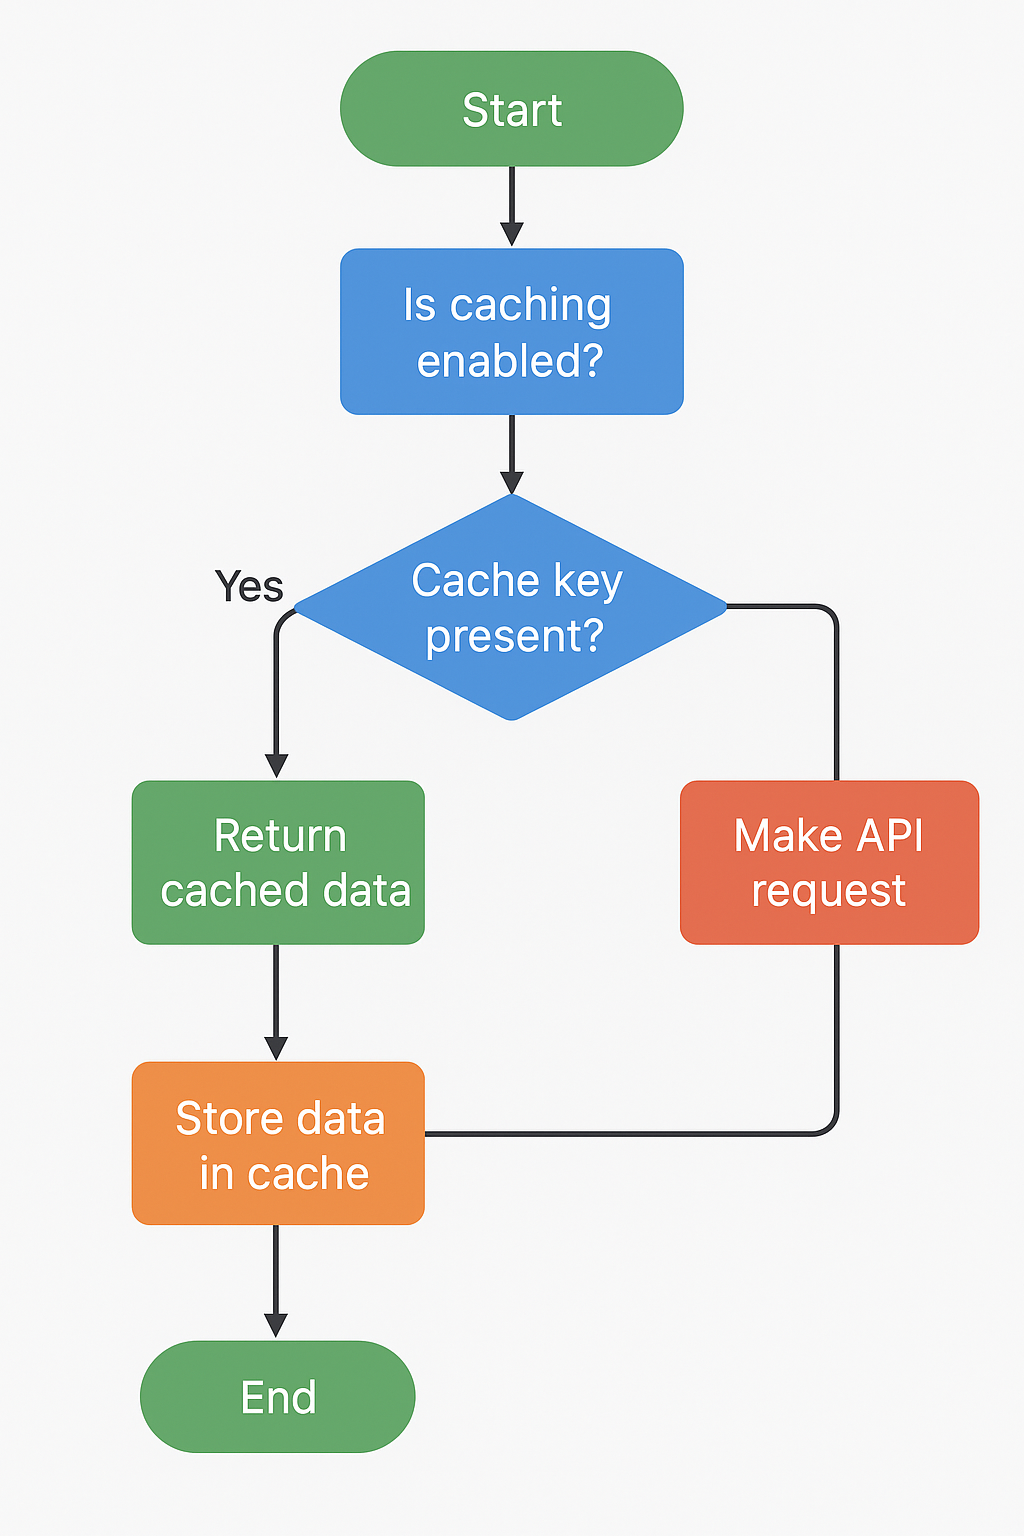 Start
Is caching
enabled?
Cache key
present?
Yes
Return
cached data
Make API
request
Store data
in cache
End